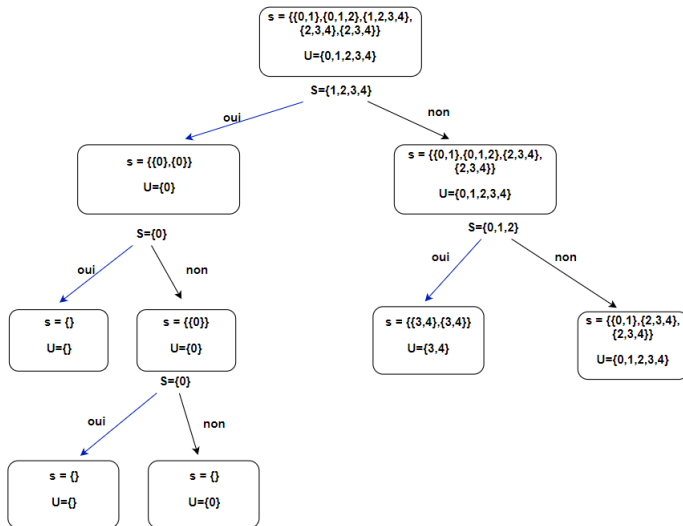 s = {{0,1},{0,1,2},{1,2,3,4},
{2,3,4},{2,3,4}}
U={0,1,2,3,4}
S={1,2,3,4}
oui
non
s = {{0},{0}}
U={0}
s = {{0,1},{0,1,2},{2,3,4},
{2,3,4}}
U={0,1,2,3,4}
S={0}
S={0,1,2}
oui
non
oui
non
s = {}
U={}
s = {{0}}
U={0}
s = {{3,4},{3,4}}
U={3,4}
s = {{0,1},{2,3,4},
{2,3,4}}
U={0,1,2,3,4}
S={0}
oui
non
s = {}
U={}
s = {}
U={0}